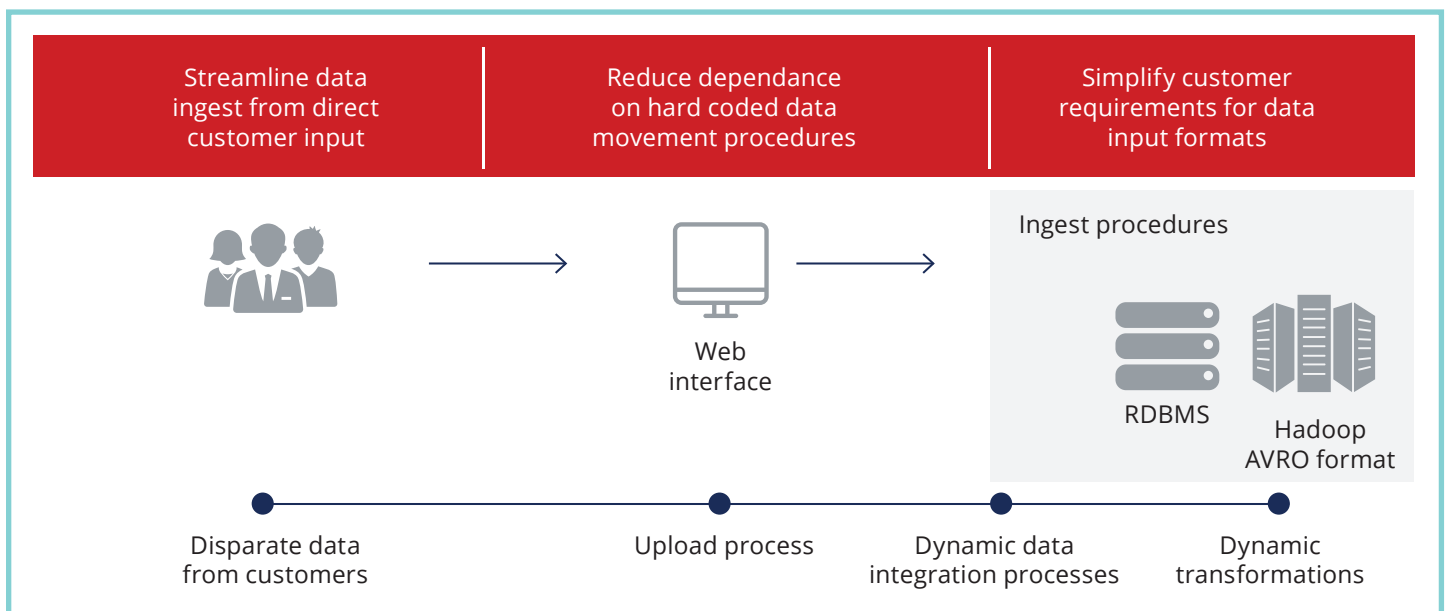 Streamline data
ingest from direct
customer input
Reduce dependance
on hard coded data
movement procedures
Simplify customer
requirements for data
input formats
Ingest procedures
Web
interface
RDBMS
Hadoop
AVRO format
Disparate data
from customers
Upload process
Dynamic data
integration processes
Dynamic
transformations